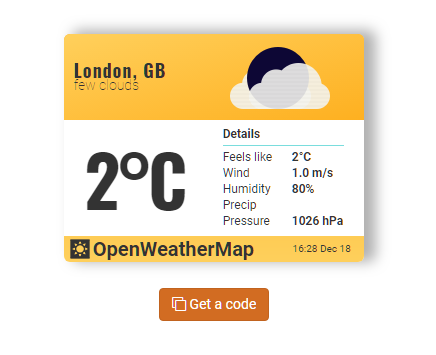 London, GB
few clouds
2°C
Details
Feels like 2°C
Wind 1.0 m/s
Humidity 80%
Precip
Pressure 1026 hPa
OpenWeatherMap 16:28 Dec 18
Get a code